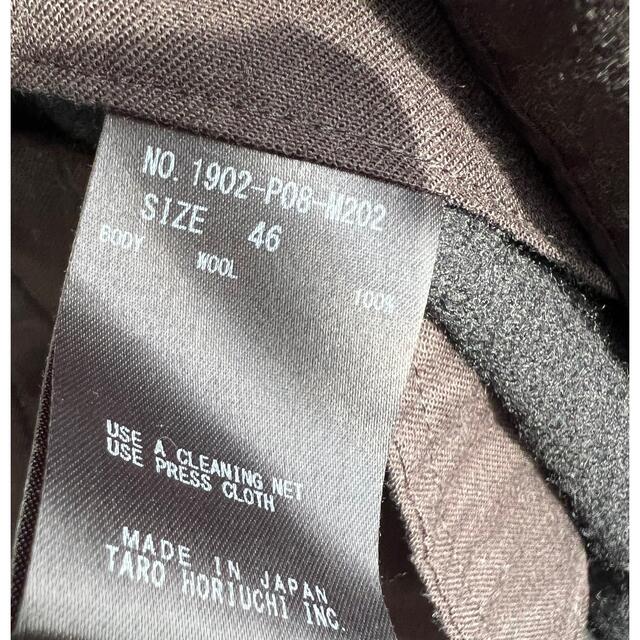 NO. 1902-P08-M202
SIZE 46
BODY WOOL 100%
USE A CLEANING NET
USE PRESS CLOTH
MADE IN JAPAN
TARO HORIUCHI INC.